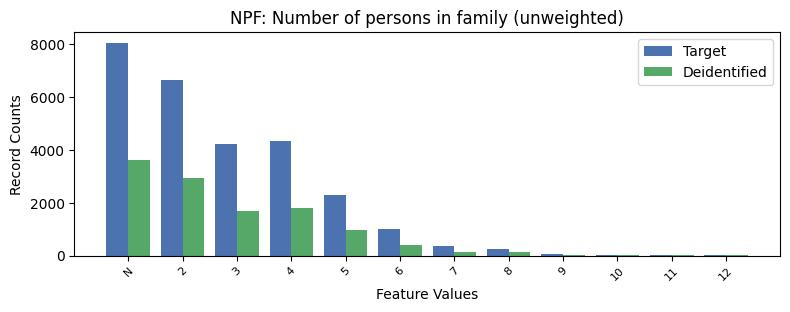 NPF: Number of persons in family (unweighted)
Target
Deidentified
Record Counts
8000
6000
4000
2000
0
N 2 3 4 5 6 7 8 9 10 11 12
Feature Values